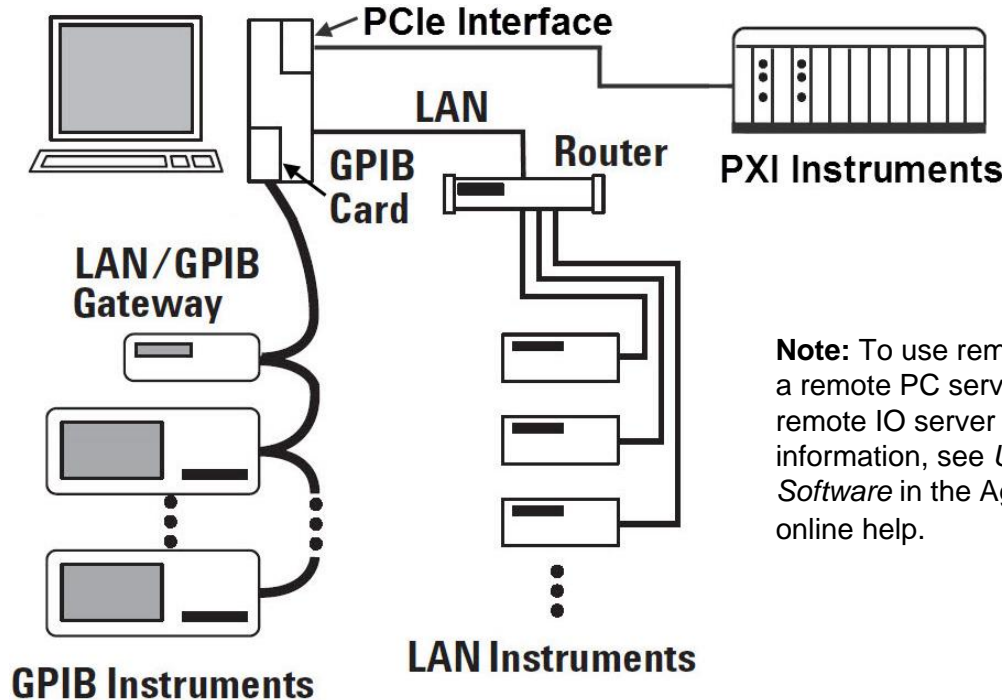 PCIe Interface
LAN
Router
GPIB
Card
PXI Instruments
LAN/GPIB
Gateway
Note: To use rem
a remote PC serv
remote IO server
information, see
Software in the Ag
online help.
LAN Instruments
GPIB Instruments